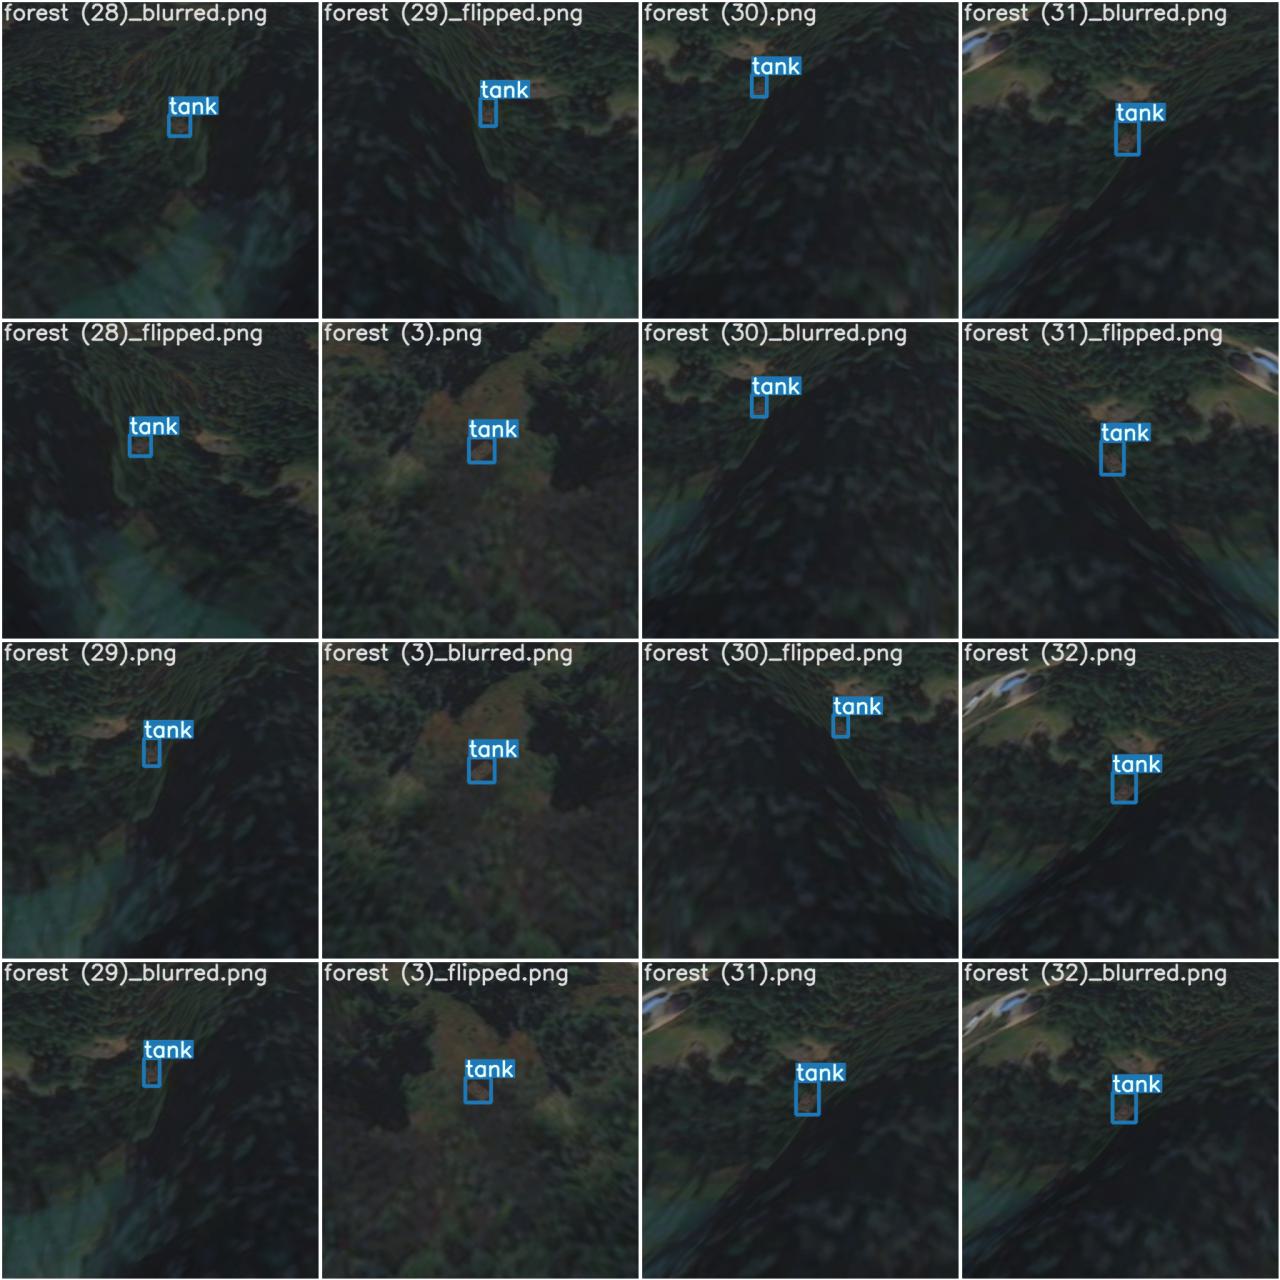 forest (28)_blurred.png
tank
forest (29)_flipped.png
tank
forest (30).png
tank
forest (31)_blurred.png
tank
forest (28)_flipped.png
tank
forest (3).png
tank
forest (30)_blurred.png
tank
forest (31)_flipped.png
tank
forest (29).png
tank
forest (3)_blurred.png
tank
forest (30)_flipped.png
tank
forest (32).png
tank
forest (29)_blurred.png
tank
forest (3)_flipped.png
tank
forest (31).png
tank
forest (32)_blurred.png
tank